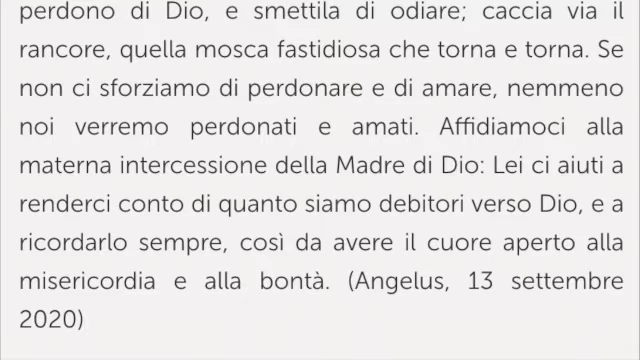 perdono di Dio, e smettila di odiare; caccia via il
rancore, quella mosca fastidiosa che torna e torna. Se
non ci sforziamo di perdonare e di amare, nemmeno
noi verremo perdonati e amati. Affidiamoci alla
materna intercessione della Madre di Dio: Lei ci aiuti a
renderci conto di quanto siamo debitori verso Dio, e a
ricordarlo sempre, così da avere il cuore aperto alla
misericordia e alla bontà. (Angelus, 13 settembre
2020)